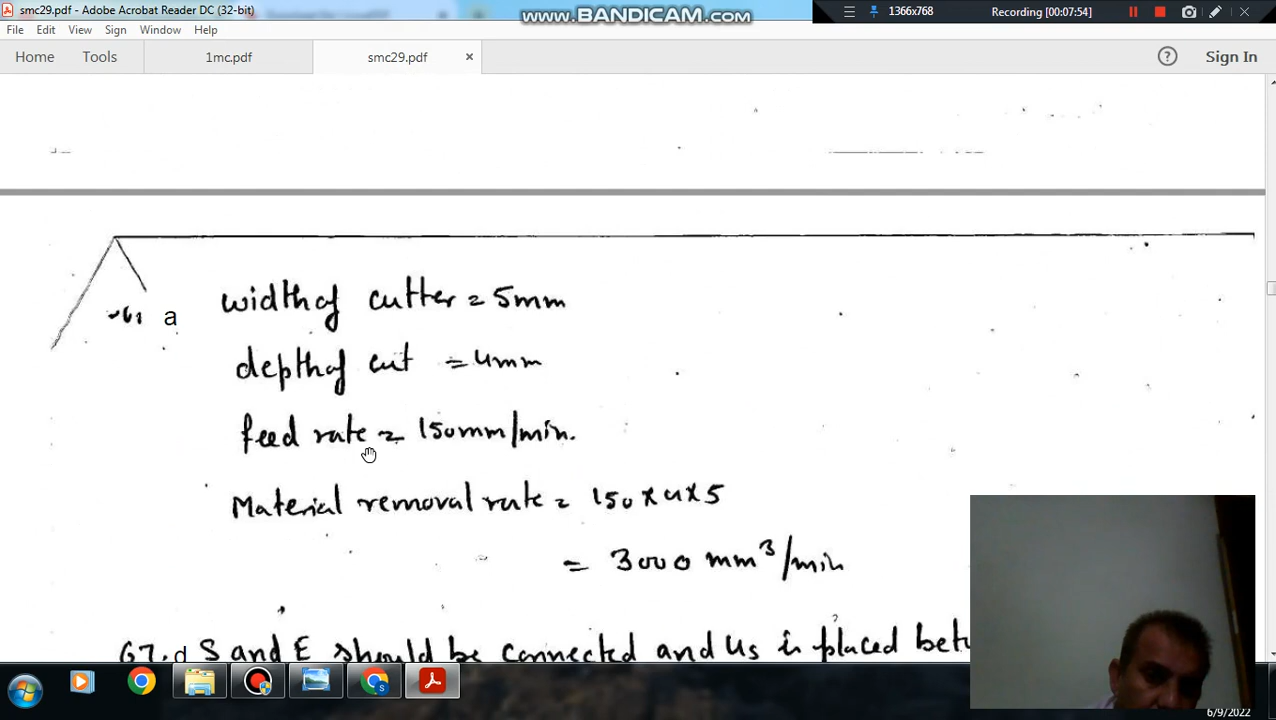 smc29.pdf - Adobe Acrobat Reader DC (32-bit)
www.BANDICAM.com
1366x768
Recording [00:07:54]
File Edit View Sign Window Help
Home Tools 1mc.pdf smc29.pdf × ? Sign In
a width of cutter = 5mm
depth of cut = 4mm
feed rate = 150mm/min.
Material removal rate = 150 x 4 x 5
= 3000 mm³/min
67. d S and E should be connected and Us is placed betw
6/9/2022